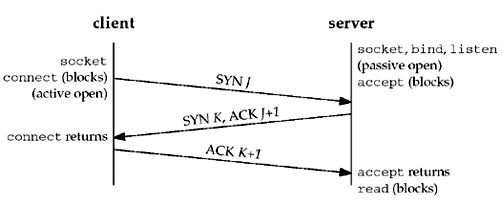 client
server
socket
connect (blocks)
(active open)
socket, bind, listen
(passive open)
accept (blocks)
SYN J
SYN K, ACK J+1
connect returns
ACK K+1
accept returns
read (blocks)